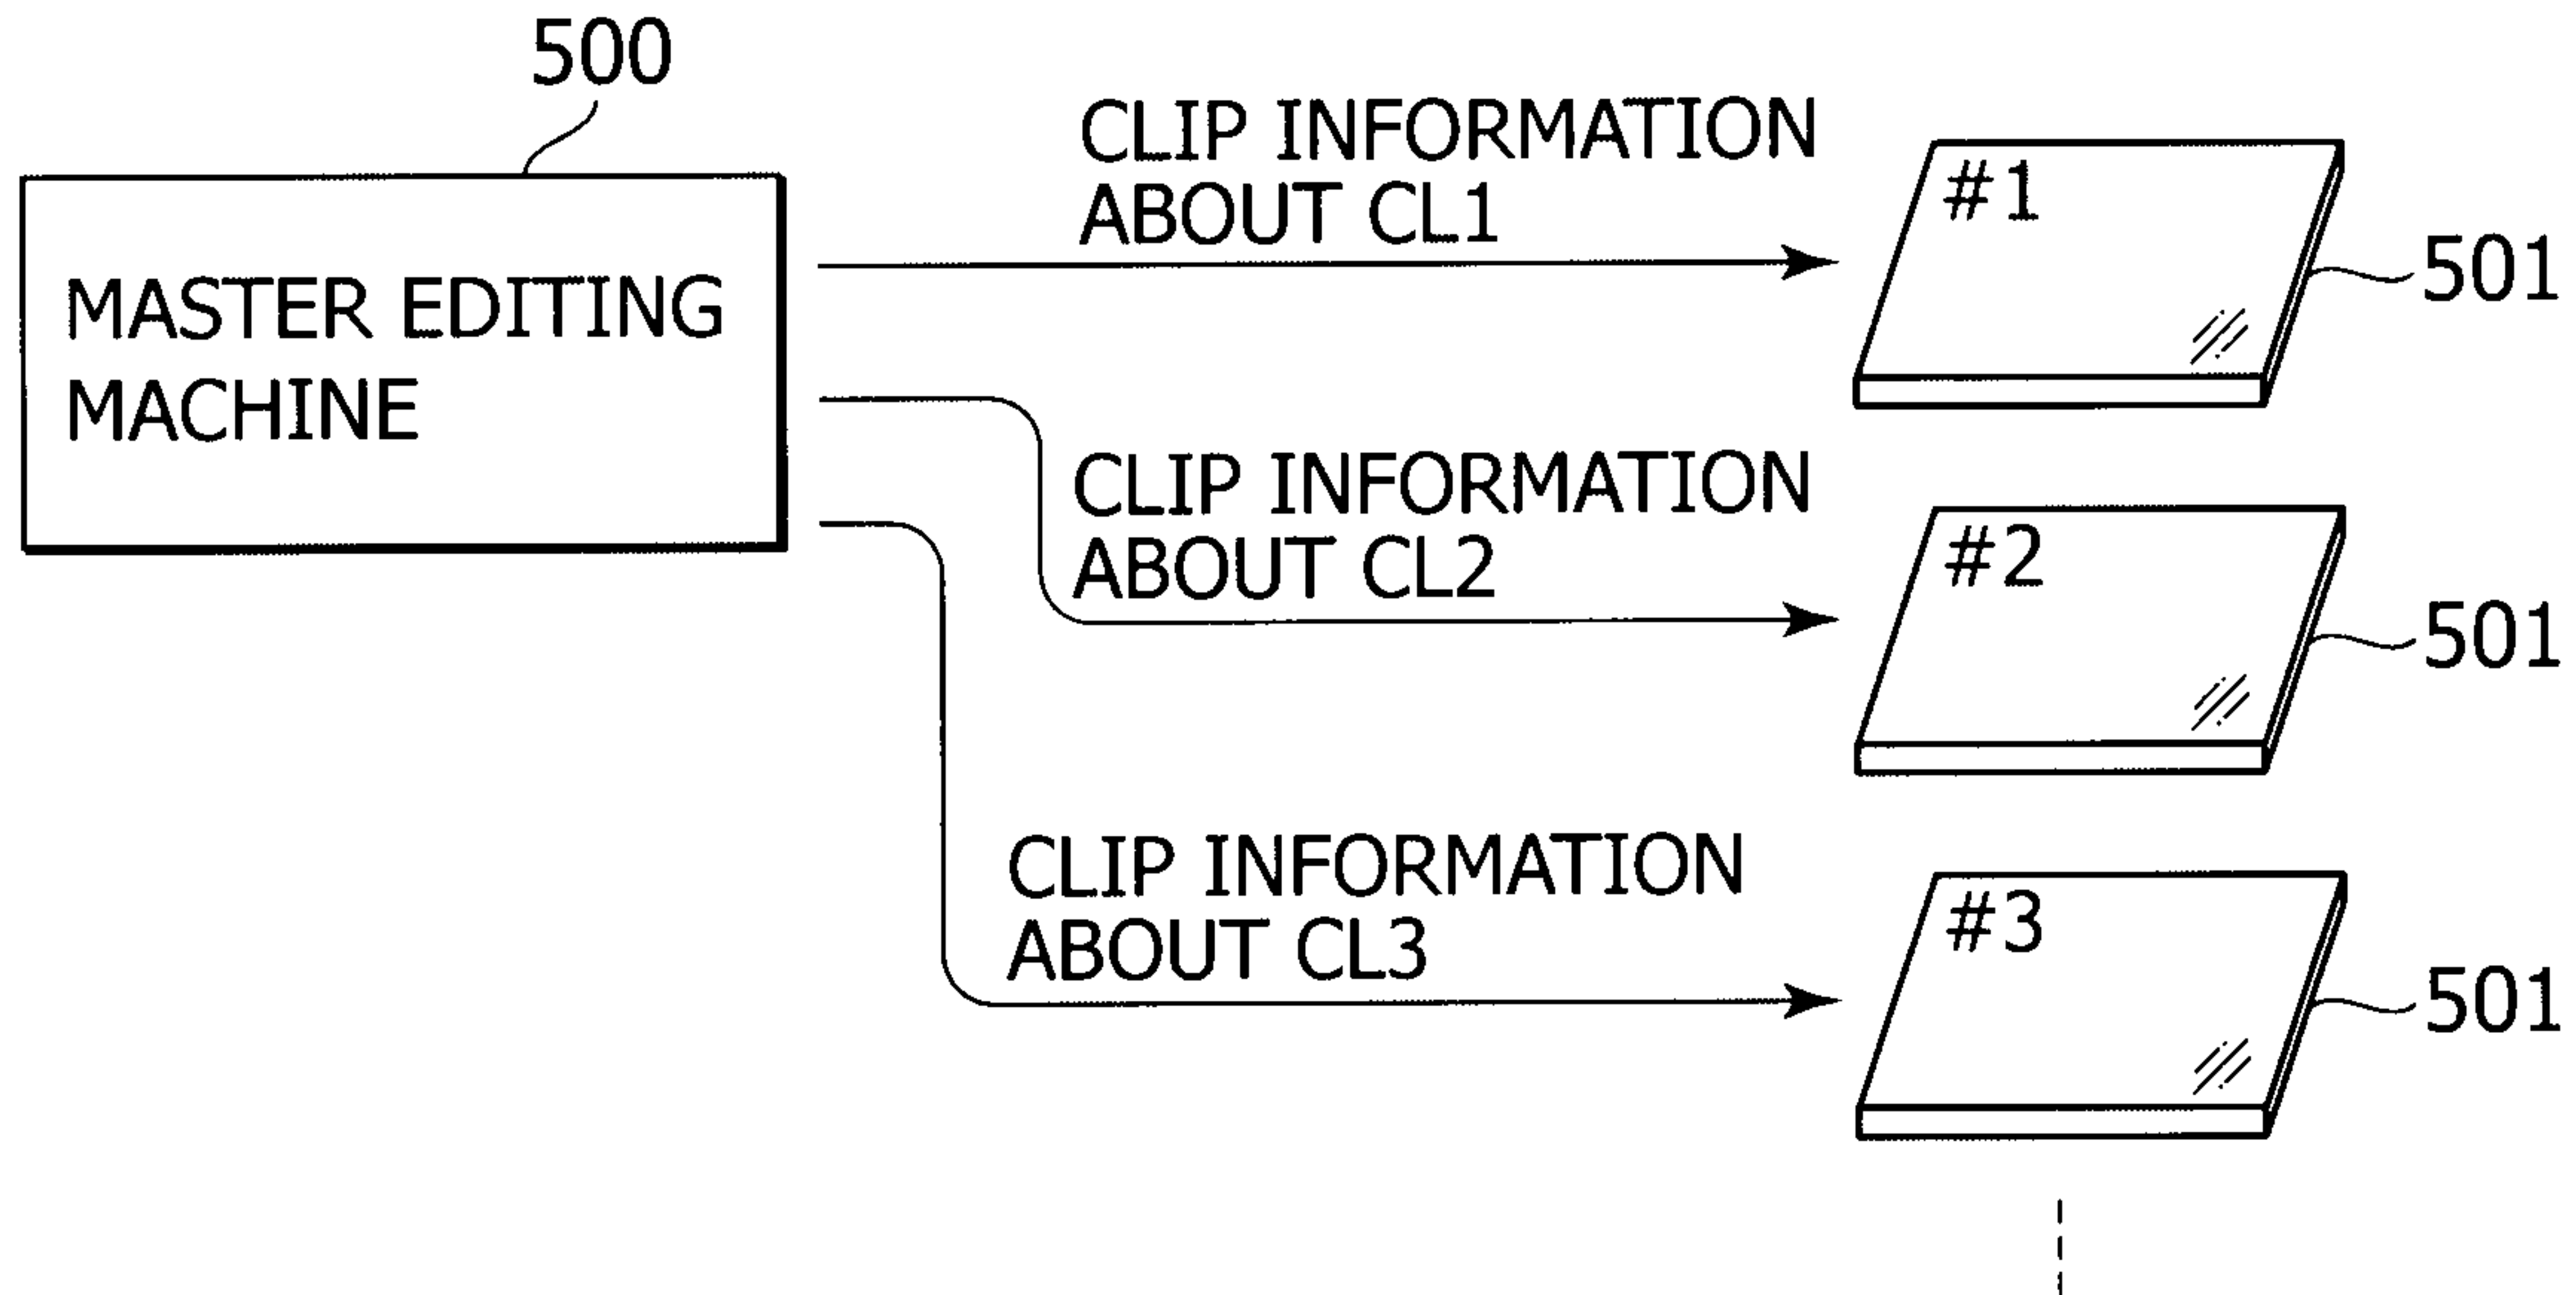 500
MASTER EDITING
MACHINE
CLIP INFORMATION
ABOUT CL1
#1
501
CLIP INFORMATION
ABOUT CL2
#2
501
CLIP INFORMATION
ABOUT CL3
#3
501